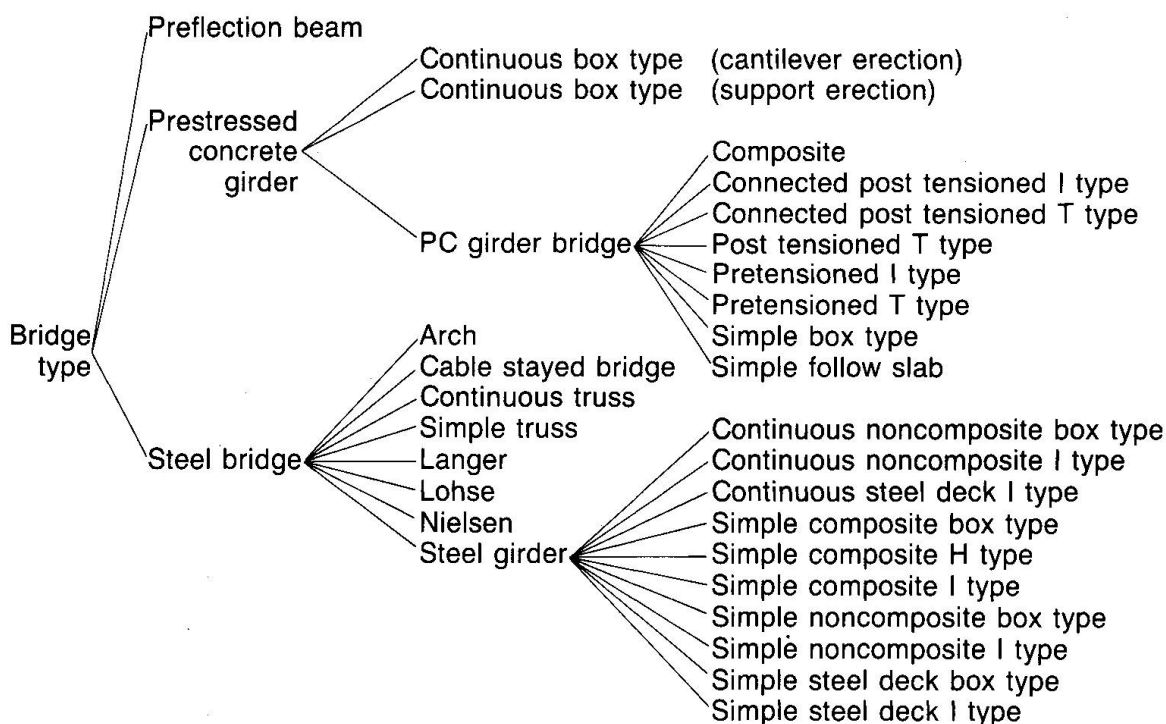 Preflection beam
Continuous box type (cantilever erection)
Continuous box type (support erection)
Prestressed
concrete
girder
Composite
Connected post tensioned I type
Connected post tensioned T type
PC girder bridge
Post tensioned T type
Pretensioned I type
Pretensioned T type
Simple box type
Simple follow slab
Bridge
type
Arch
Cable stayed bridge
Continuous truss
Simple truss
Steel bridge
Langer
Lohse
Nielsen
Steel girder
Continuous noncomposite box type
Continuous noncomposite I type
Continuous steel deck I type
Simple composite box type
Simple composite H type
Simple composite I type
Simple noncomposite box type
Simple noncomposite I type
Simple steel deck box type
Simple steel deck I type